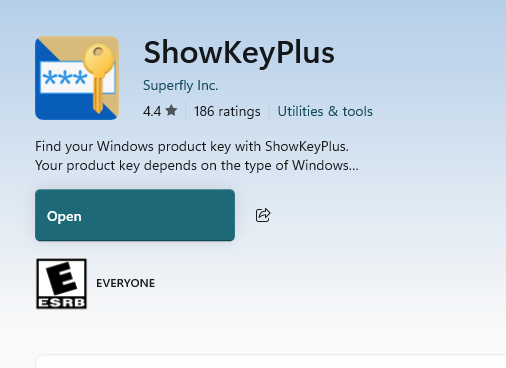 ShowKeyPlus
Superfly Inc.
4.4 ★ 186 ratings Utilities & tools
Find your Windows product key with ShowKeyPlus.
Your product key depends on the type of Windows...
Open
E EVERYONE
ESRB
***